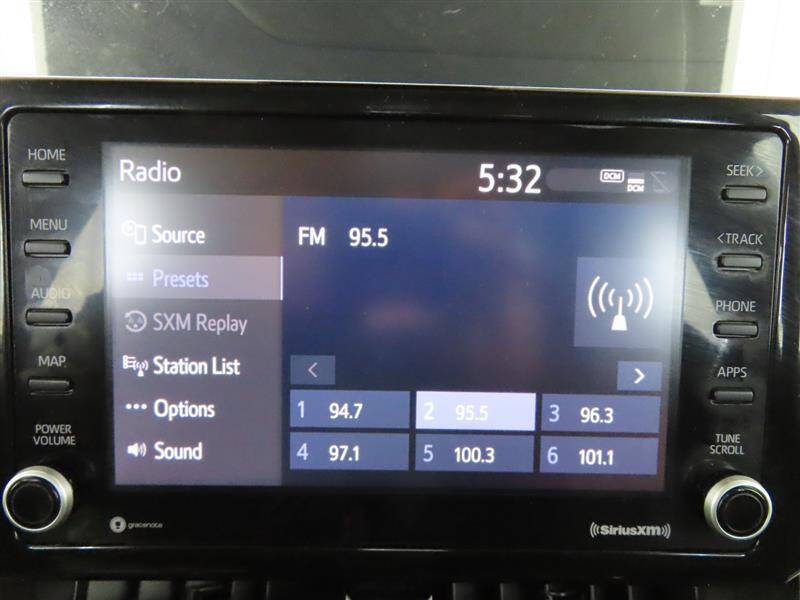 HOME
MENU
AUDIO
MAP
POWER
VOLUME
Radio 5:32 DCM
DCM
Source
Presets
SXM Replay
Station List
Options
Sound
FM 95.5
< >
1 94.7 2 95.5 3 96.3
4 97.1 5 100.3 6 101.1
SEEK>
<TRACK
PHONE
APPS
TUNE
SCROLL
gracenote
SiriusXM